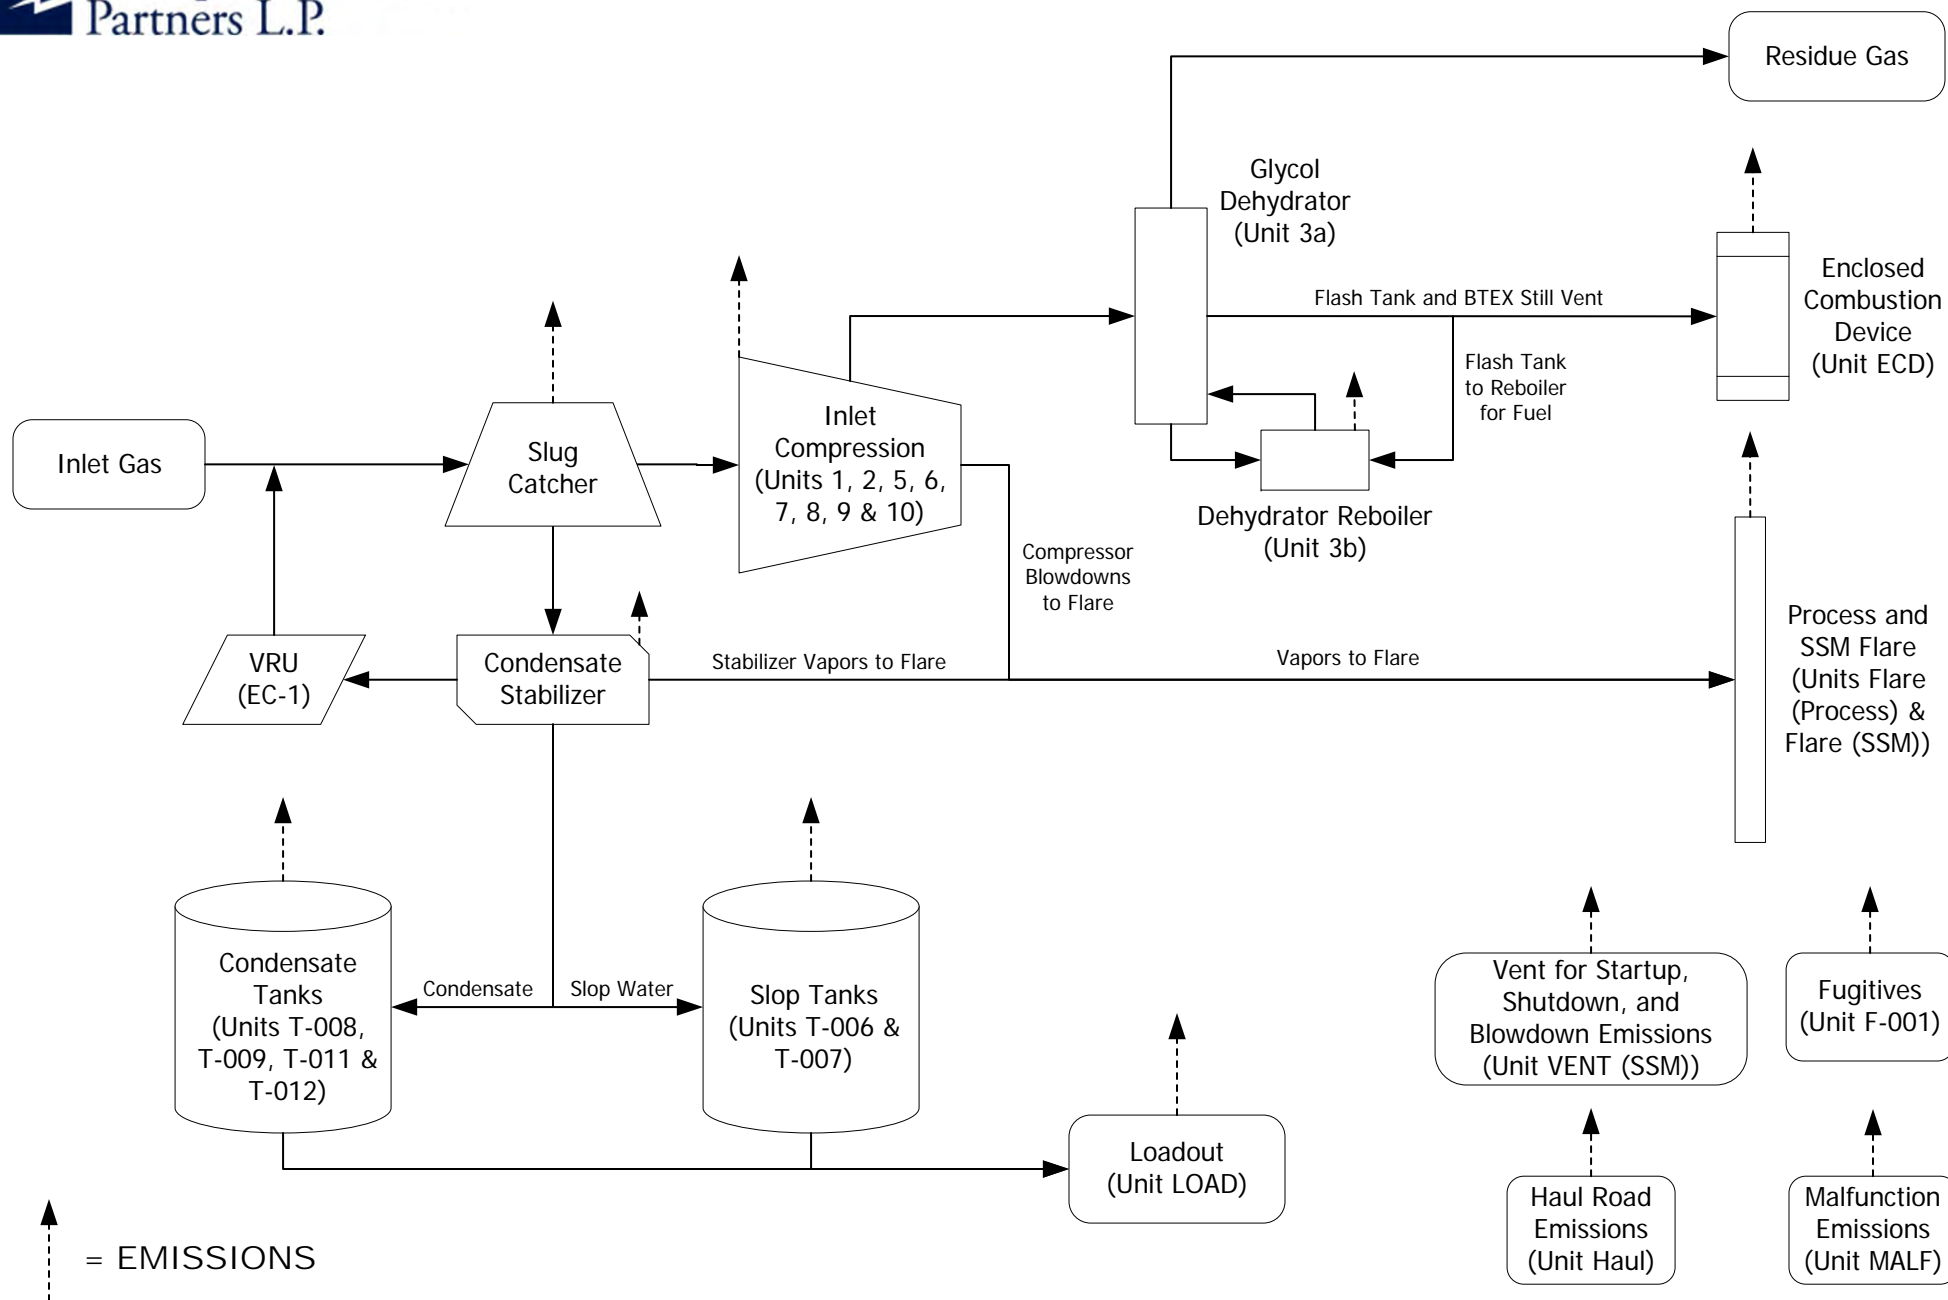 Partners L.P.
Residue Gas
Glycol
Dehydrator
(Unit 3a)
Enclosed
Combustion
Device
(Unit ECD)
Flash Tank and BTEX Still Vent
Flash Tank
to Reboiler
for Fuel
Inlet Gas
Slug
Catcher
Inlet
Compression
(Units 1, 2, 5, 6,
7, 8, 9 & 10)
Dehydrator Reboiler
(Unit 3b)
Compressor
Blowdowns
to Flare
VRU
(EC-1)
Condensate
Stabilizer
Stabilizer Vapors to Flare
Vapors to Flare
Process and
SSM Flare
(Units Flare
(Process) &
Flare (SSM))
Condensate
Tanks
(Units T-008,
T-009, T-011 &
T-012)
Condensate
Slop Water
Slop Tanks
(Units T-006 &
T-007)
Vent for Startup,
Shutdown, and
Blowdown Emissions
(Unit VENT (SSM))
Fugitives
(Unit F-001)
Loadout
(Unit LOAD)
Haul Road
Emissions
(Unit Haul)
Malfunction
Emissions
(Unit MALF)
= EMISSIONS